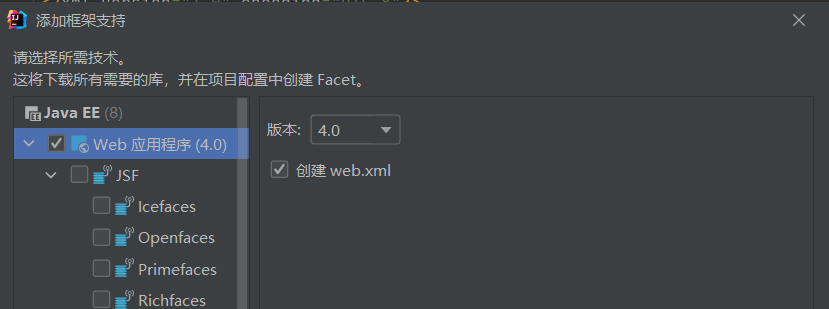 添加框架支持
请选择所需技术。
这将下载所有需要的库，并在项目配置中创建 Facet。
Java EE (8)
Web 应用程序 (4.0)
JSF
Icefaces
Openfaces
Primefaces
Richfaces
版本: 4.0
创建 web.xml